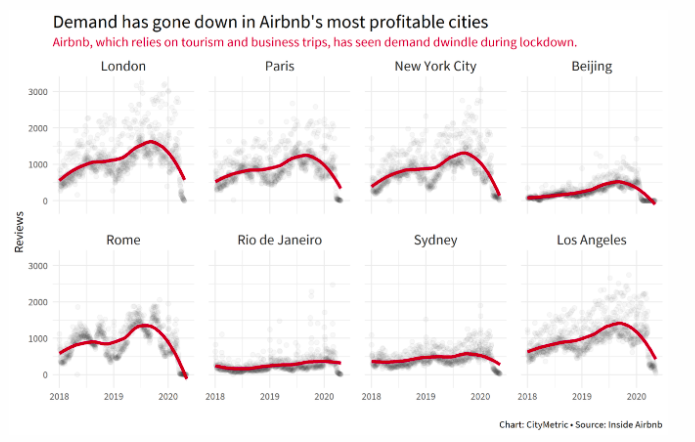 Demand has gone down in Airbnb's most profitable cities
Airbnb, which relies on tourism and business trips, has seen demand dwindle during lockdown.
London Paris New York City Beijing
3000
2000
1000
0
Reviews
Rome Rio de Janeiro Sydney Los Angeles
3000
2000
1000
0
2018 2019 2020 2018 2019 2020 2018 2019 2020 2018 2019 2020
Chart: CityMetric • Source: Inside Airbnb